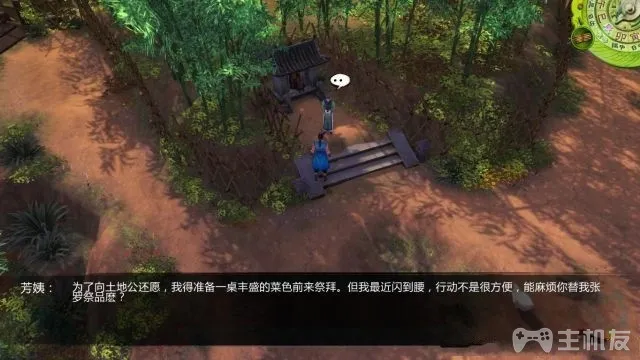 芳姨： 为了向土地公还愿，我得准备一桌丰盛的菜色前来祭拜。但我最近闪到腰，行动不是很方便，能麻烦你替我张
罗祭品麽？
主机友